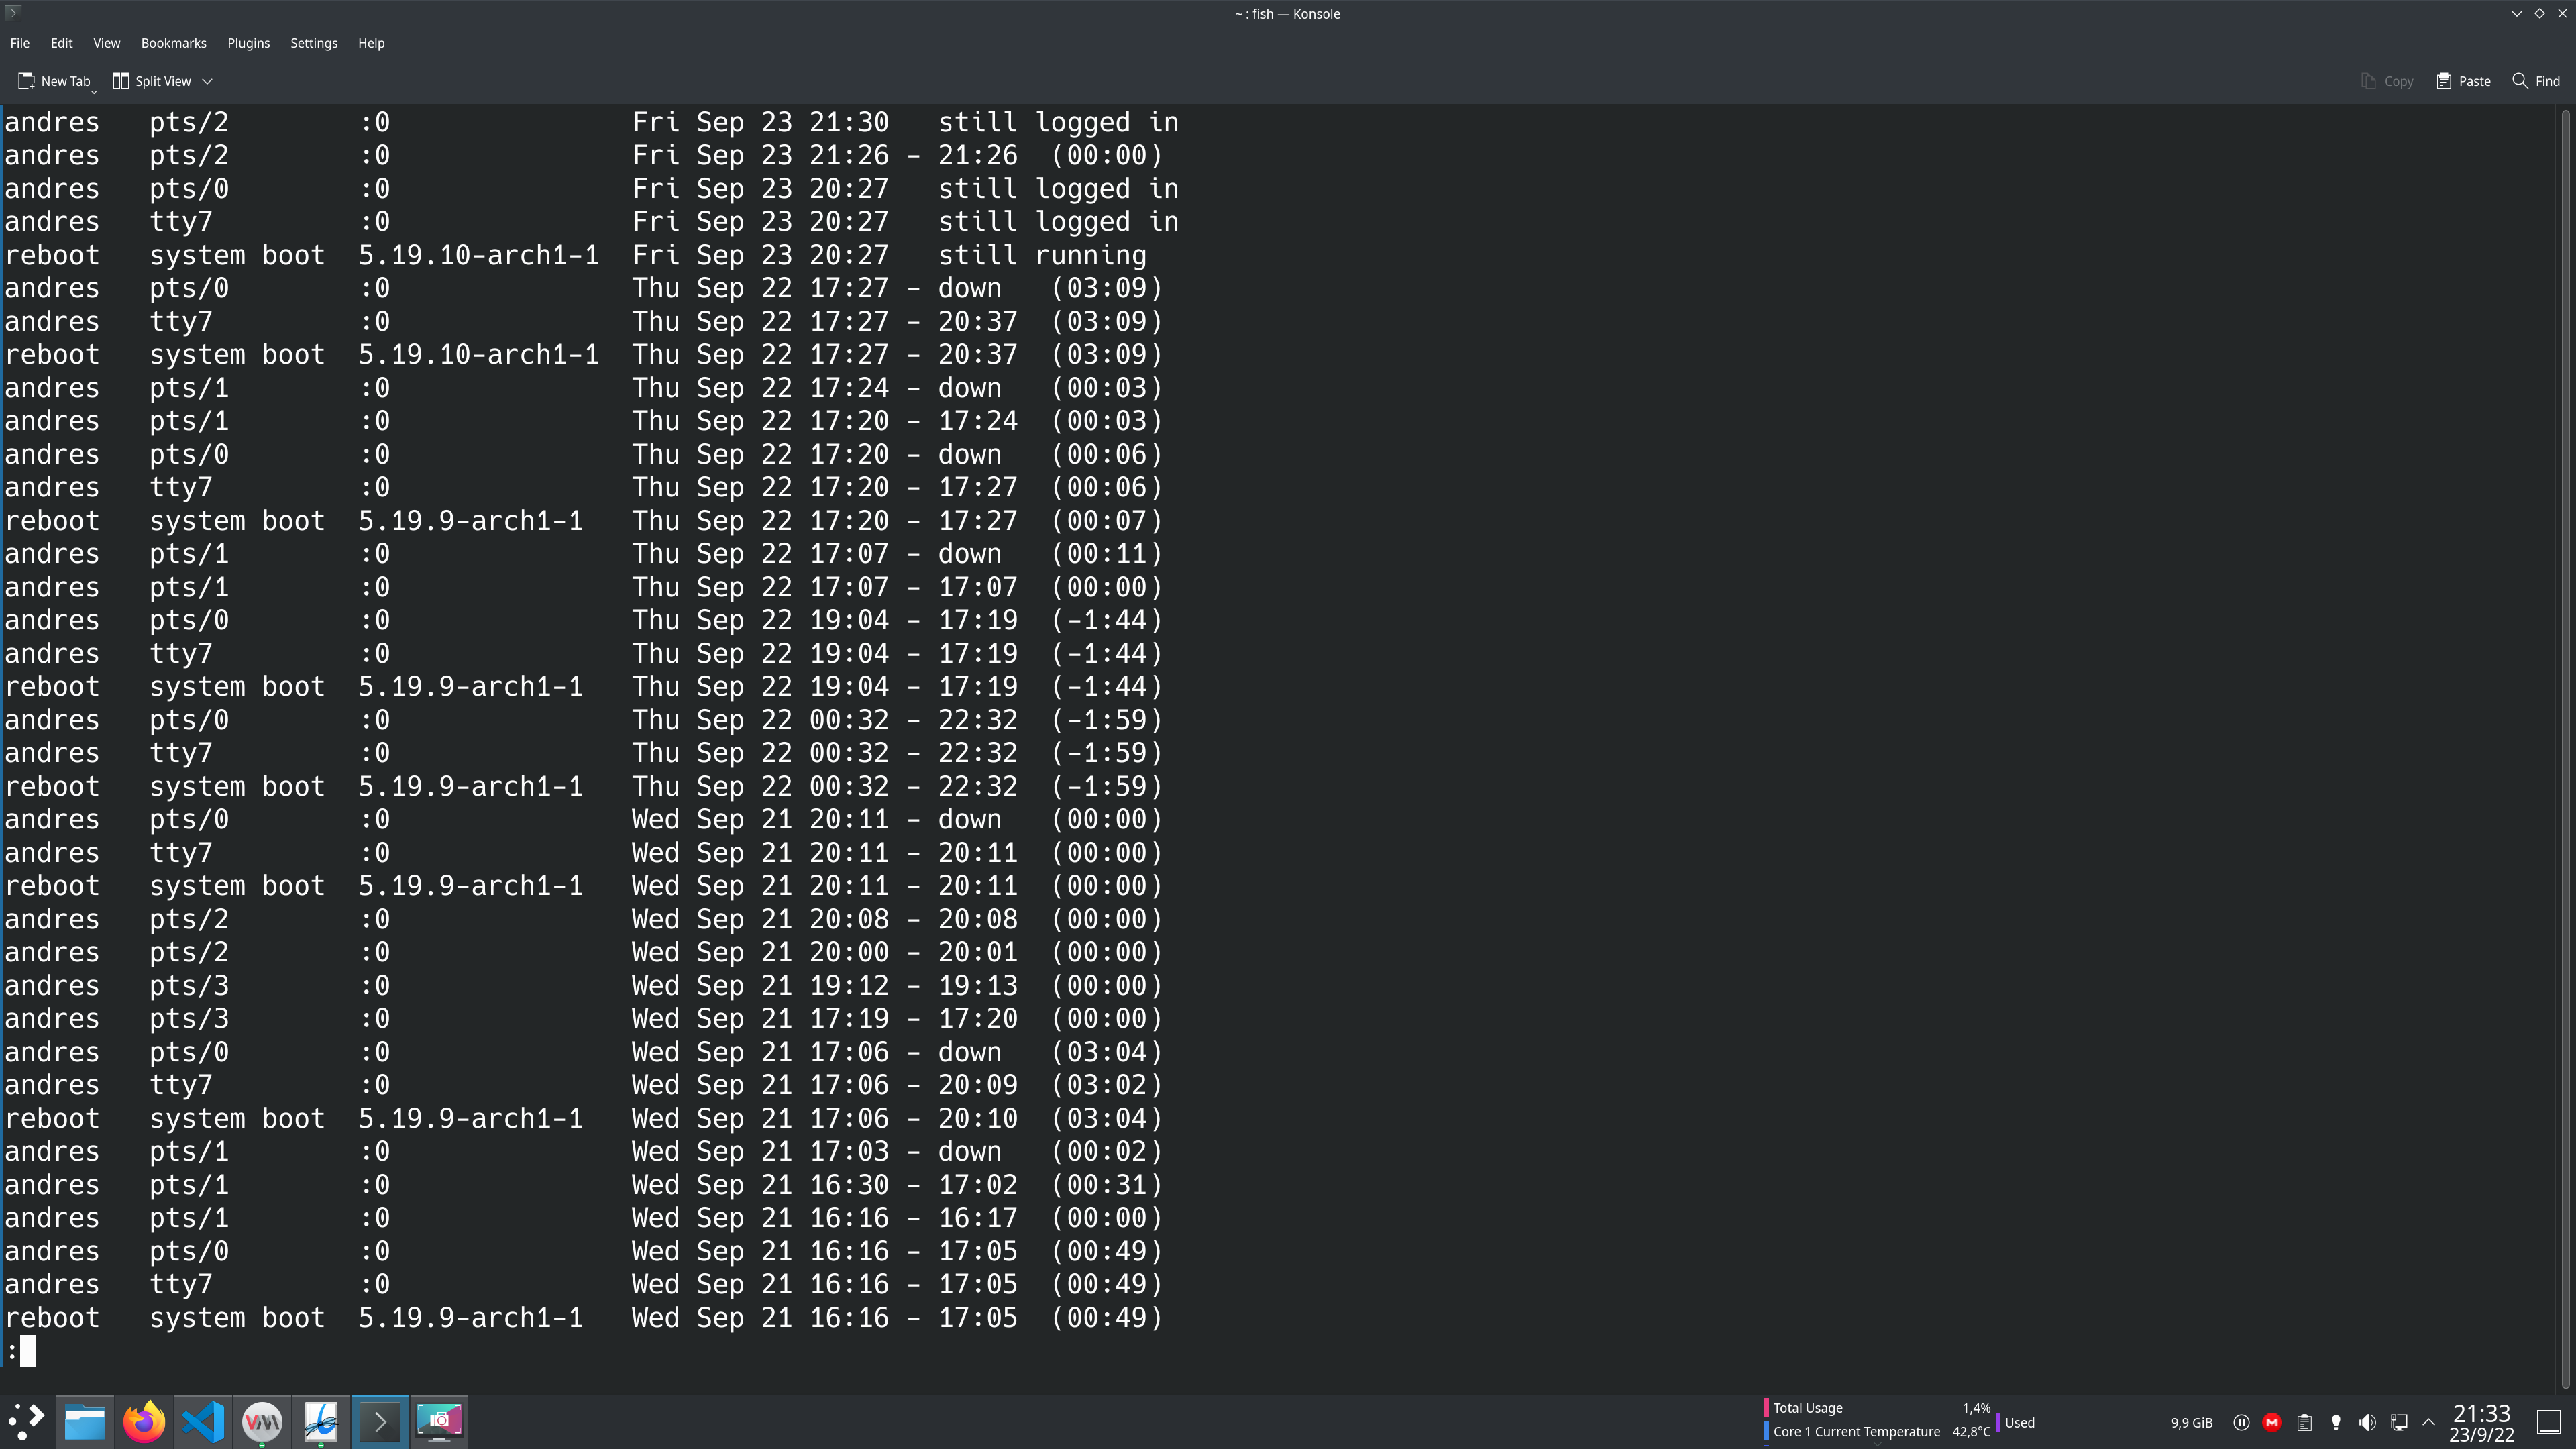 ~ : fish — Konsole
File Edit View Bookmarks Plugins Settings Help
New Tab Split View Copy Paste Find
andres   pts/2        :0               Fri Sep 23 21:30   still logged in
andres   pts/2        :0               Fri Sep 23 21:26 - 21:26  (00:00)
andres   pts/0        :0               Fri Sep 23 20:27   still logged in
andres   tty7         :0               Fri Sep 23 20:27   still logged in
reboot   system boot  5.19.10-arch1-1  Fri Sep 23 20:27   still running
andres   pts/0        :0               Thu Sep 22 17:27 - down   (03:09)
andres   tty7         :0               Thu Sep 22 17:27 - 20:37  (03:09)
reboot   system boot  5.19.10-arch1-1  Thu Sep 22 17:27 - 20:37  (03:09)
andres   pts/1        :0               Thu Sep 22 17:24 - down   (00:03)
andres   pts/1        :0               Thu Sep 22 17:20 - 17:24  (00:03)
andres   pts/0        :0               Thu Sep 22 17:20 - down   (00:06)
andres   tty7         :0               Thu Sep 22 17:20 - 17:27  (00:06)
reboot   system boot  5.19.9-arch1-1   Thu Sep 22 17:20 - 17:27  (00:07)
andres   pts/1        :0               Thu Sep 22 17:07 - down   (00:11)
andres   pts/1        :0               Thu Sep 22 17:07 - 17:07  (00:00)
andres   pts/0        :0               Thu Sep 22 19:04 - 17:19  (-1:44)
andres   tty7         :0               Thu Sep 22 19:04 - 17:19  (-1:44)
reboot   system boot  5.19.9-arch1-1   Thu Sep 22 19:04 - 17:19  (-1:44)
andres   pts/0        :0               Thu Sep 22 00:32 - 22:32  (-1:59)
andres   tty7         :0               Thu Sep 22 00:32 - 22:32  (-1:59)
reboot   system boot  5.19.9-arch1-1   Thu Sep 22 00:32 - 22:32  (-1:59)
andres   pts/0        :0               Wed Sep 21 20:11 - down   (00:00)
andres   tty7         :0               Wed Sep 21 20:11 - 20:11  (00:00)
reboot   system boot  5.19.9-arch1-1   Wed Sep 21 20:11 - 20:11  (00:00)
andres   pts/2        :0               Wed Sep 21 20:08 - 20:08  (00:00)
andres   pts/2        :0               Wed Sep 21 20:00 - 20:01  (00:00)
andres   pts/3        :0               Wed Sep 21 19:12 - 19:13  (00:00)
andres   pts/3        :0               Wed Sep 21 17:19 - 17:20  (00:00)
andres   pts/0        :0               Wed Sep 21 17:06 - down   (03:04)
andres   tty7         :0               Wed Sep 21 17:06 - 20:09  (03:02)
reboot   system boot  5.19.9-arch1-1   Wed Sep 21 17:06 - 20:10  (03:04)
andres   pts/1        :0               Wed Sep 21 17:03 - down   (00:02)
andres   pts/1        :0               Wed Sep 21 16:30 - 17:02  (00:31)
andres   pts/1        :0               Wed Sep 21 16:16 - 16:17  (00:00)
andres   pts/0        :0               Wed Sep 21 16:16 - 17:05  (00:49)
andres   tty7         :0               Wed Sep 21 16:16 - 17:05  (00:49)
reboot   system boot  5.19.9-arch1-1   Wed Sep 21 16:16 - 17:05  (00:49)
:
Total Usage 1,4%
Core 1 Current Temperature 42,8°C
Used 9,9 GiB
21:33
23/9/22